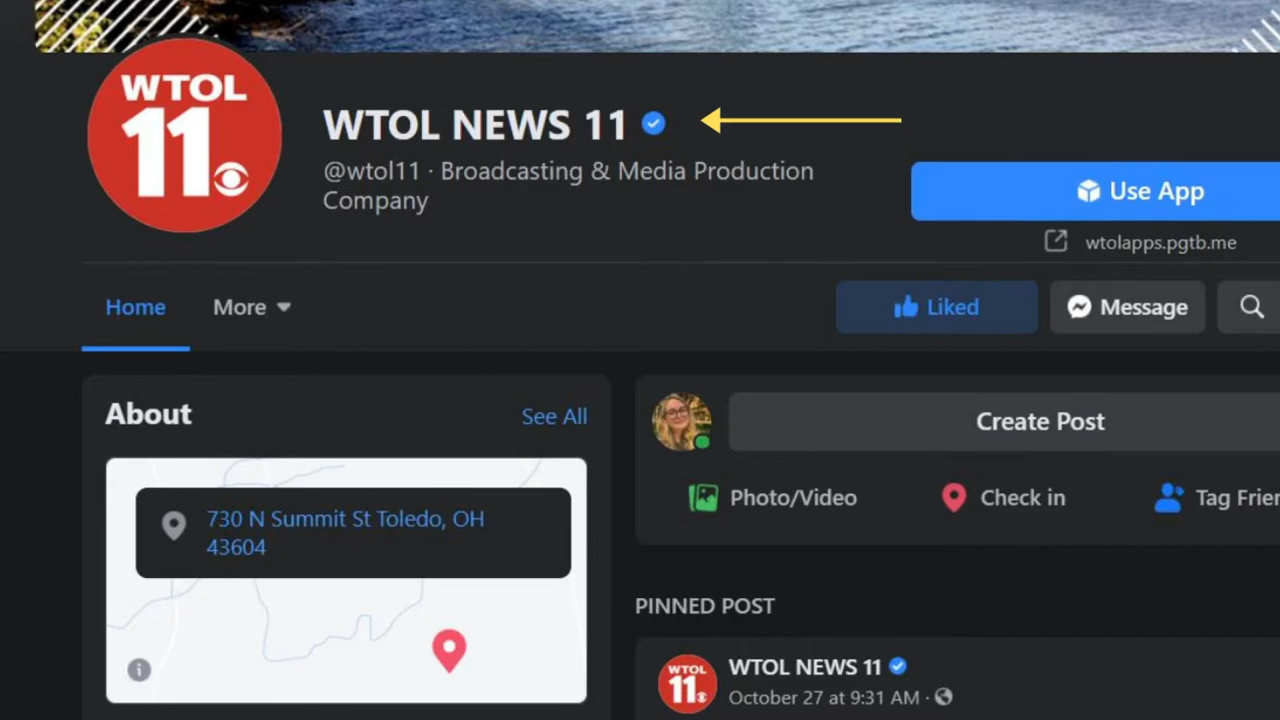 WTOL
11
WTOL NEWS 11
@wtol11 · Broadcasting & Media Production
Company
Use App
wtolapps.pgtb.me
Home
More
Liked
Message
About
See All
730 N Summit St Toledo, OH
43604
Create Post
Photo/Video
Check in
Tag Frien
PINNED POST
WTOL
11
WTOL NEWS 11
October 27 at 9:31 AM ·